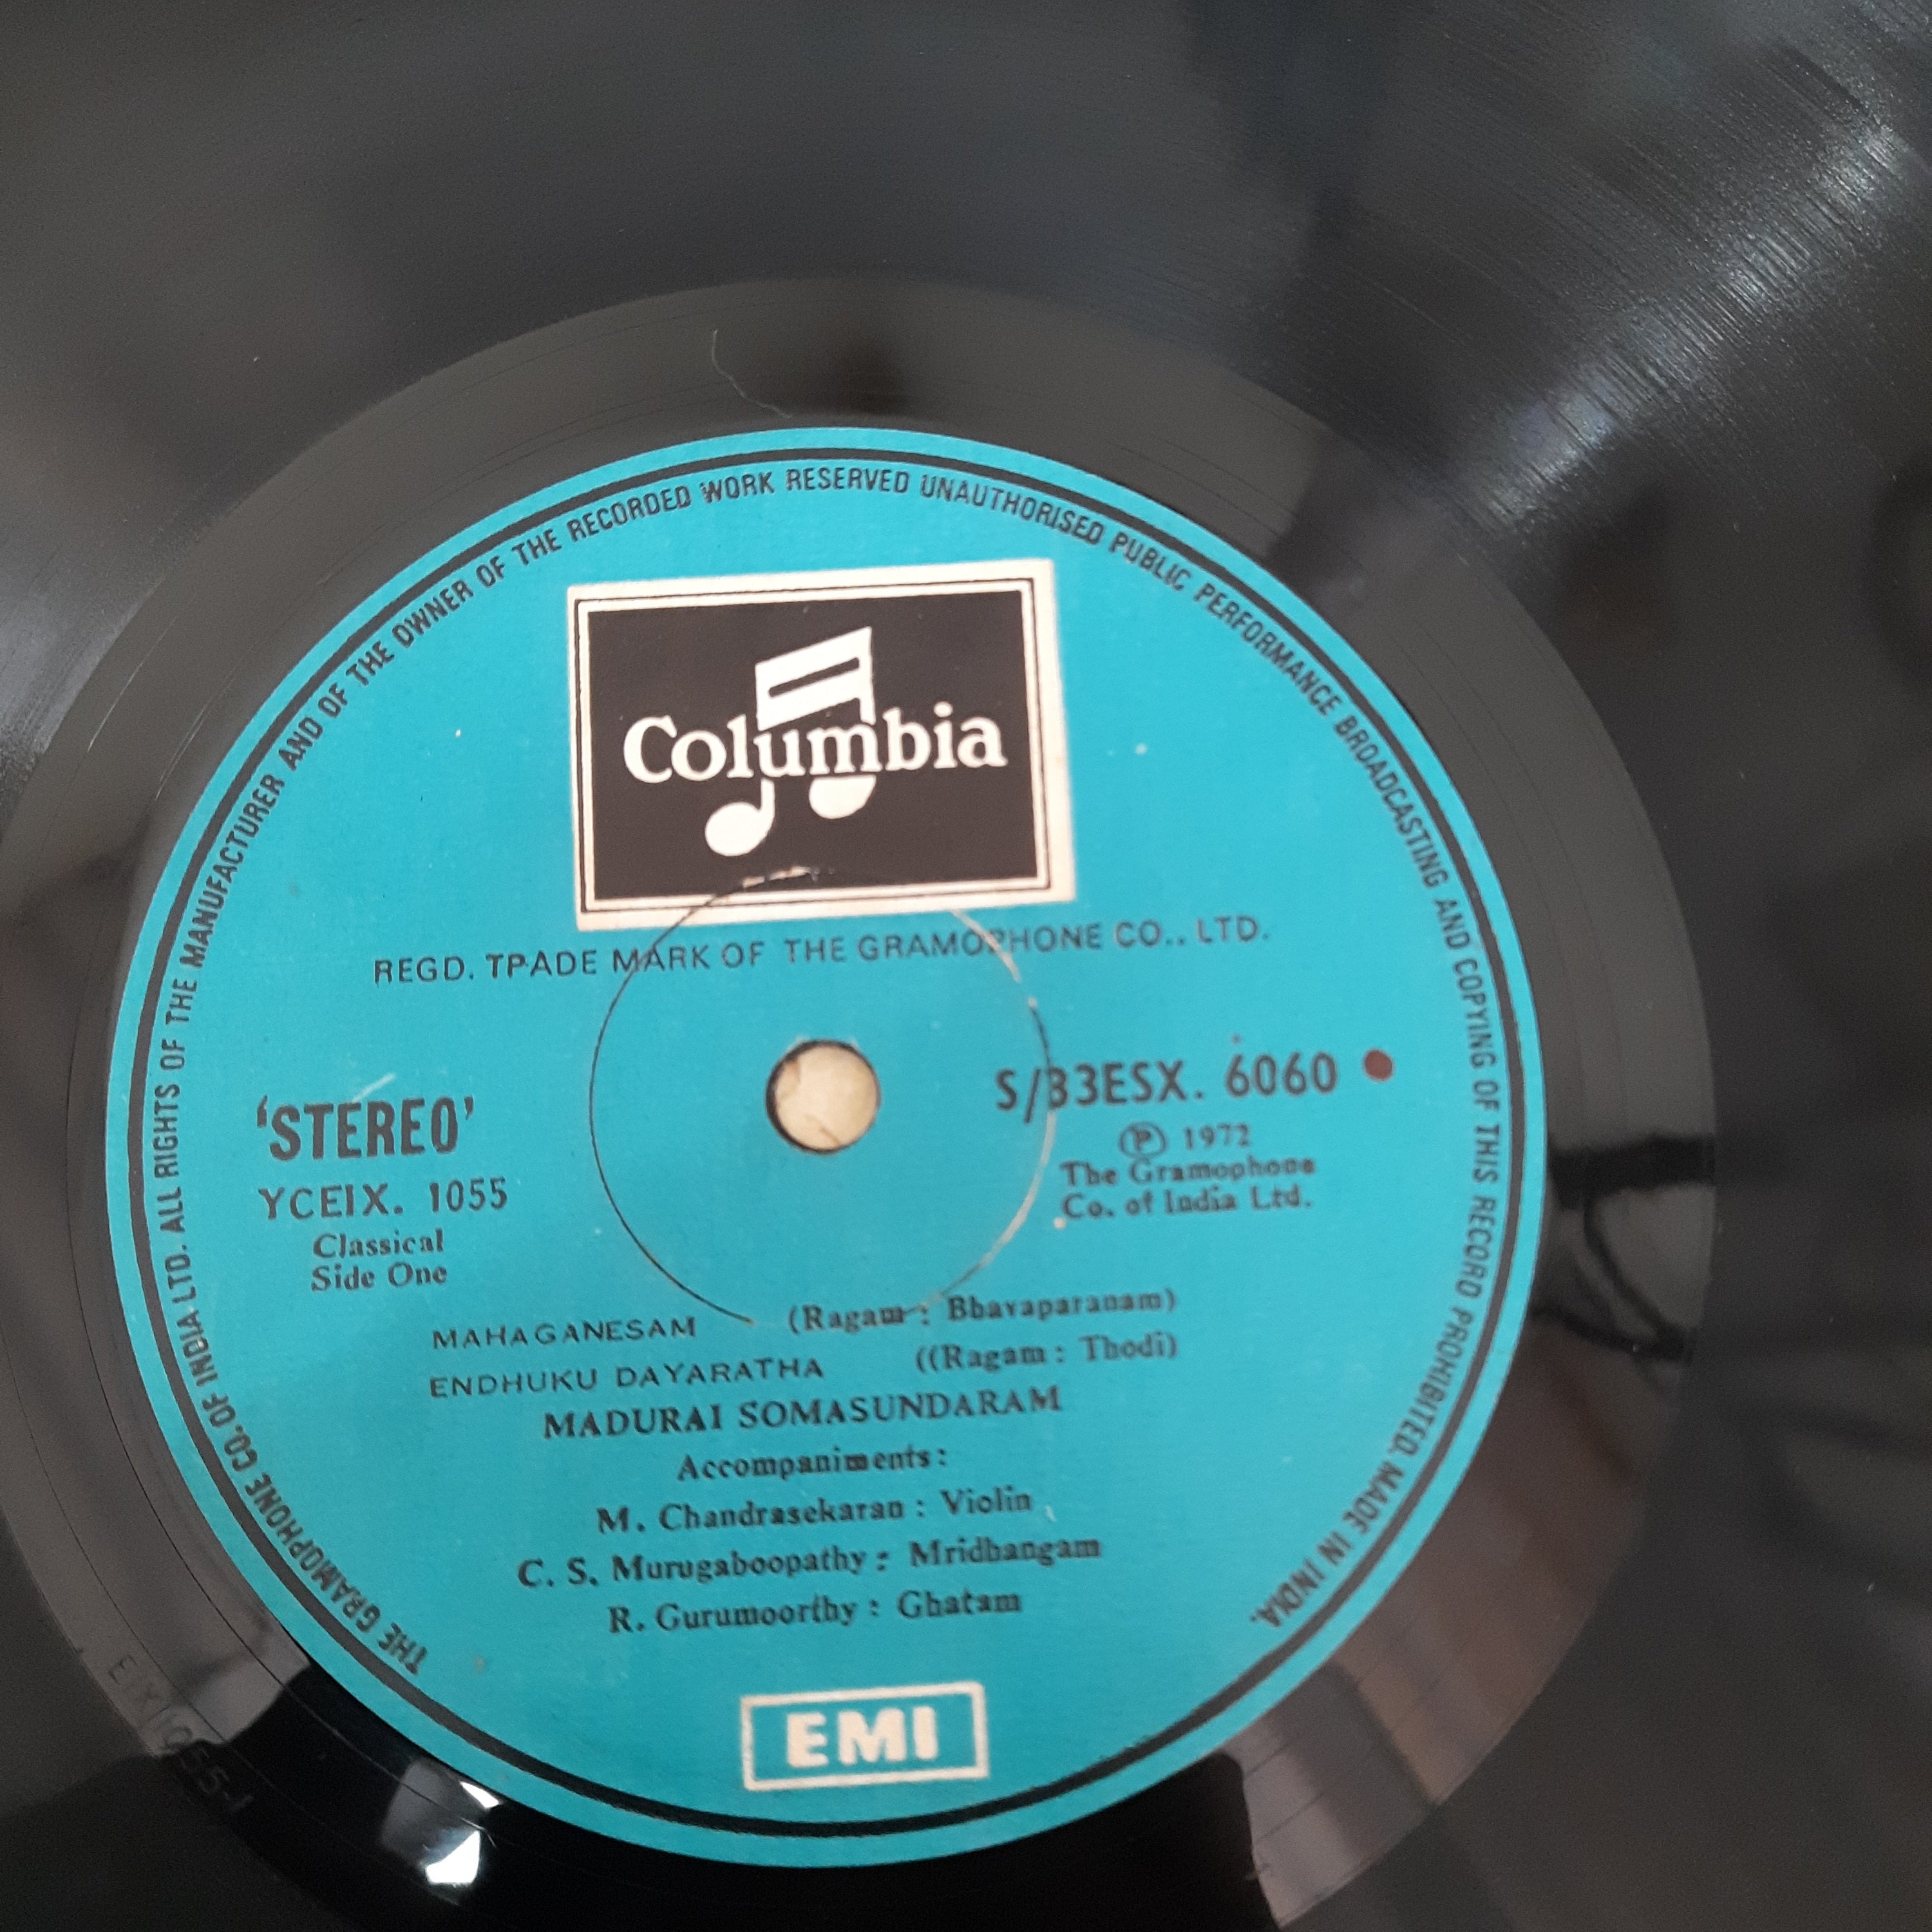 THE GRAMOPHONE CO. OF INDIA LTD. ALL RIGHTS OF THE MANUFACTURER AND OF THE OWNER OF THE RECORDED WORK RESERVED UNAUTHORISED PUBLIC PERFORMANCE BROADCASTING AND COPYING OF THIS RECORD PROHIBITED. MADE IN INDIA.
Columbia
REGD. TRADE MARK OF THE GRAMOPHONE CO.. LTD.
'STEREO'
YCEIX. 1055
Classical
Side One
S/33ESX. 6060
Ⓟ 1972
The Gramophone
Co. of India Ltd.
MAHAGANESAM (Ragam : Bhavaparanam)
ENDHUKU DAYARATHA ((Ragam : Thodi)
MADURAI SOMASUNDARAM
Accompaniments :
M. Chandrasekaran : Violin
C. S. Murugaboopathy : Mridhangam
R. Gurumoorthy : Ghatam
EMI